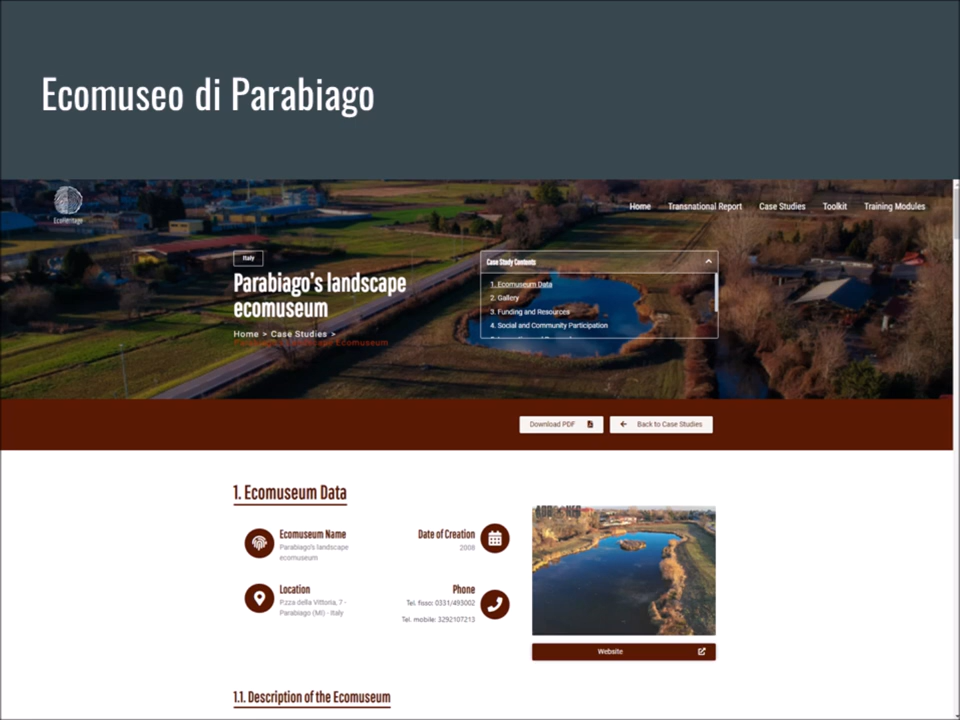 Ecomuseo di Parabiago
EcoHeritage
Home Transnational Report Case Studies Toolkit Training Modules
Italy
Parabiago's landscape
ecomuseum
Home > Case Studies >
Case Study Contents
1. Ecomuseum Data
2. Gallery
3. Funding and Resources
4. Social and Community Participation
Download PDF
Back to Case Studies
1. Ecomuseum Data
Ecomuseum Name
Parabiago's landscape
ecomuseum
Date of Creation
2008
Location
P.zza della Vittoria, 7 -
Parabiago (MI) - Italy
Phone
Tel. fisso: 0331/493002
Tel. mobile: 3292107213
Website
1.1. Description of the Ecomuseum